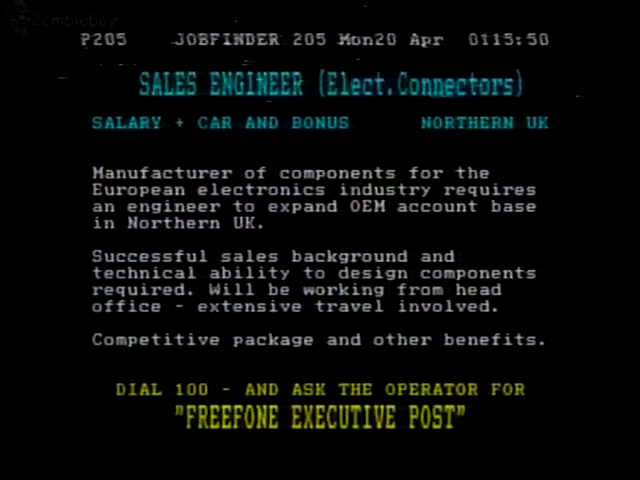 Zombieboy
P205 JOBFINDER 205 Mon20 Apr 0115:50
SALES ENGINEER (Elect.Connectors)
SALARY + CAR AND BONUS NORTHERN UK
Manufacturer of components for the
European electronics industry requires
an engineer to expand OEM account base
in Northern UK.
Successful sales background and
technical ability to design components
required. Will be working from head
office - extensive travel involved.
Competitive package and other benefits.
DIAL 100 - AND ASK THE OPERATOR FOR
"FREEFONE EXECUTIVE POST"